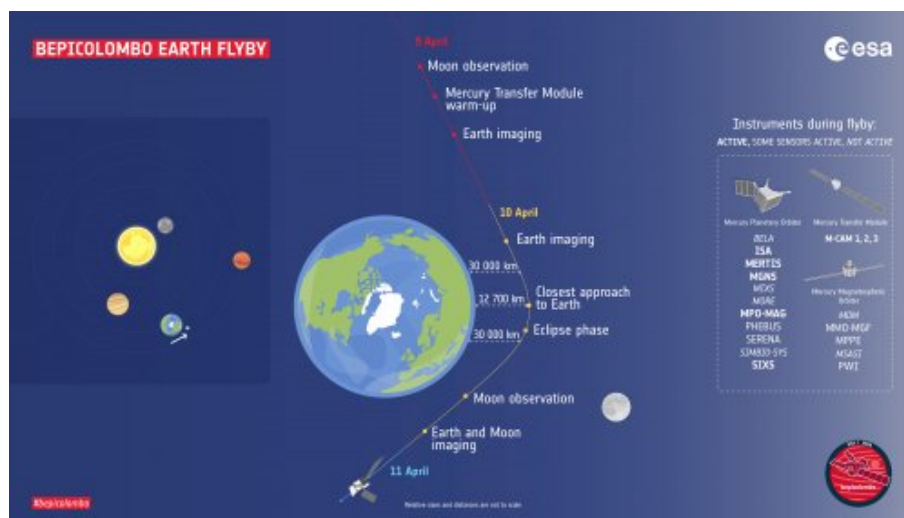 BEPICOLOMBO EARTH FLYBY
esa
9 April
Moon observation
Mercury Transfer Module
warm-up
Earth imaging
10 April
Earth imaging
30 000 km
12 700 km
Closest approach
to Earth
30 000 km
Eclipse phase
Moon observation
Earth and Moon
imaging
11 April
Instruments during flyby:
ACTIVE, SOME SENSORS ACTIVE, NOT ACTIVE
Mercury Planetary Orbiter
BELA
ISA
MERTIS
MGNS
MIXS
MORE
MPO-MAG
PHEBUS
SERENA
SIMBIO-SYS
SIXS
Mercury Transfer Module
M-CAM 1, 2, 3
Mercury Magnetospheric
Orbiter
MDM
MMO-MGF
MPPE
MSASI
PWI
#bepicolombo
Relative sizes and distances are not to scale
bepicolombo